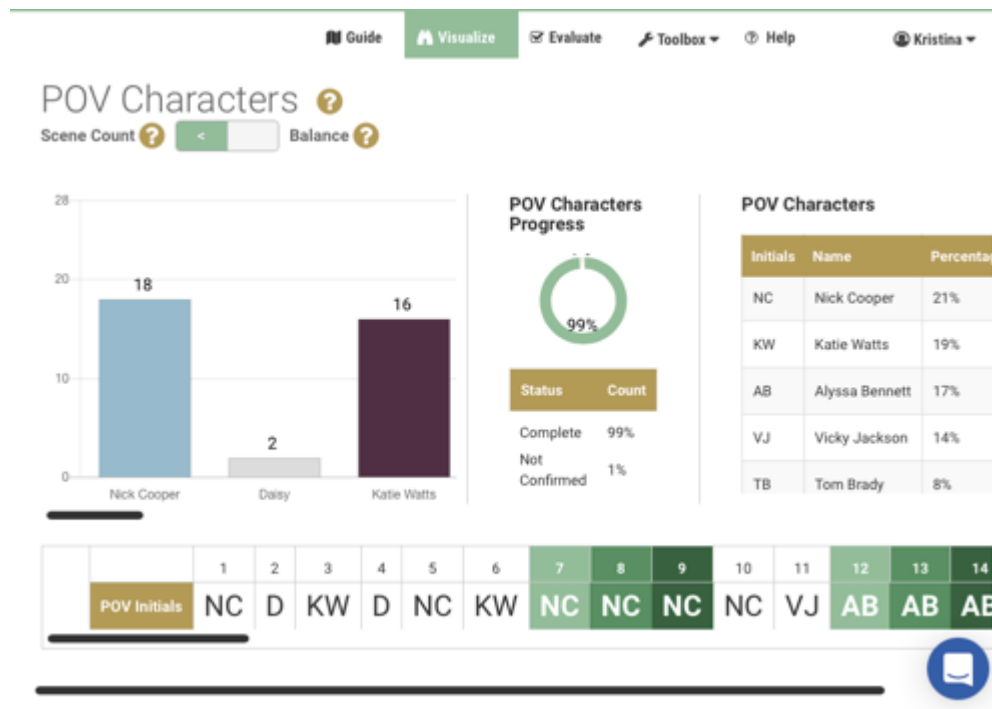 Guide Visualize Evaluate Toolbox Help Kristina
POV Characters ?
Scene Count ? < Balance ?
28
20
10
0
18
2
16
Nick Cooper Daisy Katie Watts
POV Characters
Progress
99%
Status Count
Complete 99%
Not
Confirmed 1%
POV Characters
Initials Name Percentag
NC Nick Cooper 21%
KW Katie Watts 19%
AB Alyssa Bennett 17%
VJ Vicky Jackson 14%
TB Tom Brady 8%
1 2 3 4 5 6 7 8 9 10 11 12 13 14
POV Initials NC D KW D NC KW NC NC NC NC VJ AB AB AB